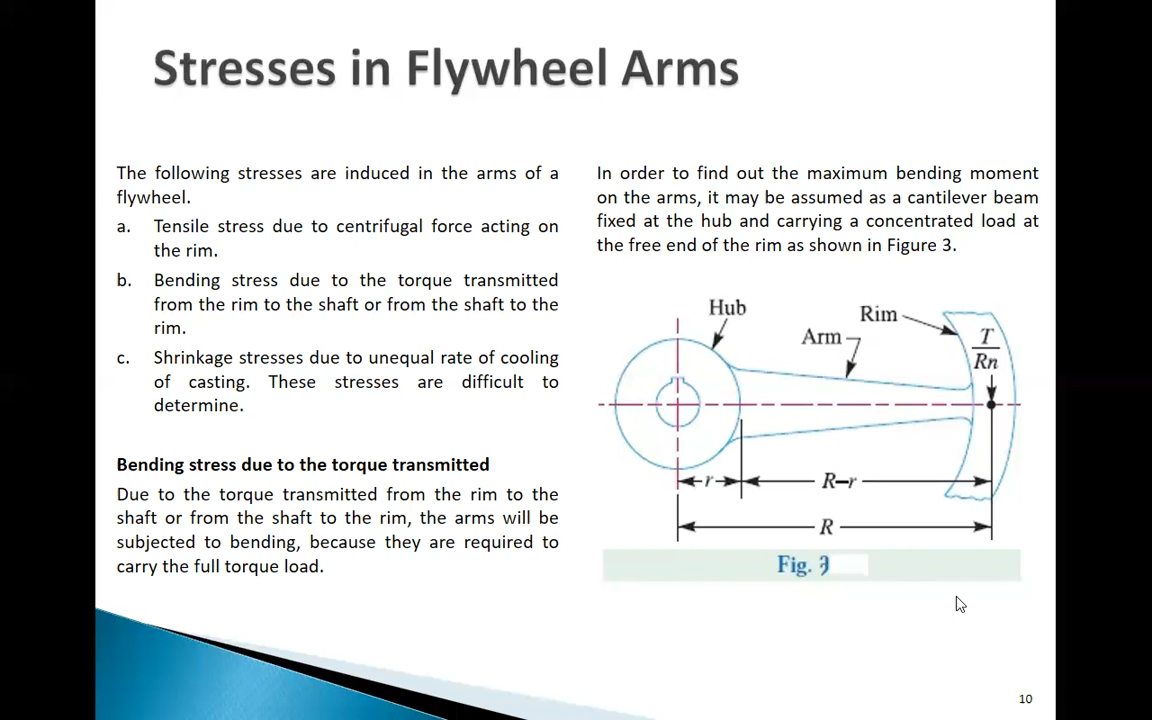 Stresses in Flywheel Arms
The following stresses are induced in the arms of a
flywheel.
a. Tensile stress due to centrifugal force acting on
the rim.
b. Bending stress due to the torque transmitted
from the rim to the shaft or from the shaft to the
rim.
c. Shrinkage stresses due to unequal rate of cooling
of casting. These stresses are difficult to
determine.
Bending stress due to the torque transmitted
Due to the torque transmitted from the rim to the
shaft or from the shaft to the rim, the arms will be
subjected to bending, because they are required to
carry the full torque load.
In order to find out the maximum bending moment
on the arms, it may be assumed as a cantilever beam
fixed at the hub and carrying a concentrated load at
the free end of the rim as shown in Figure 3.
Hub
Rim
Arm
T
Rn
r
R–r
R
Fig. 3
10